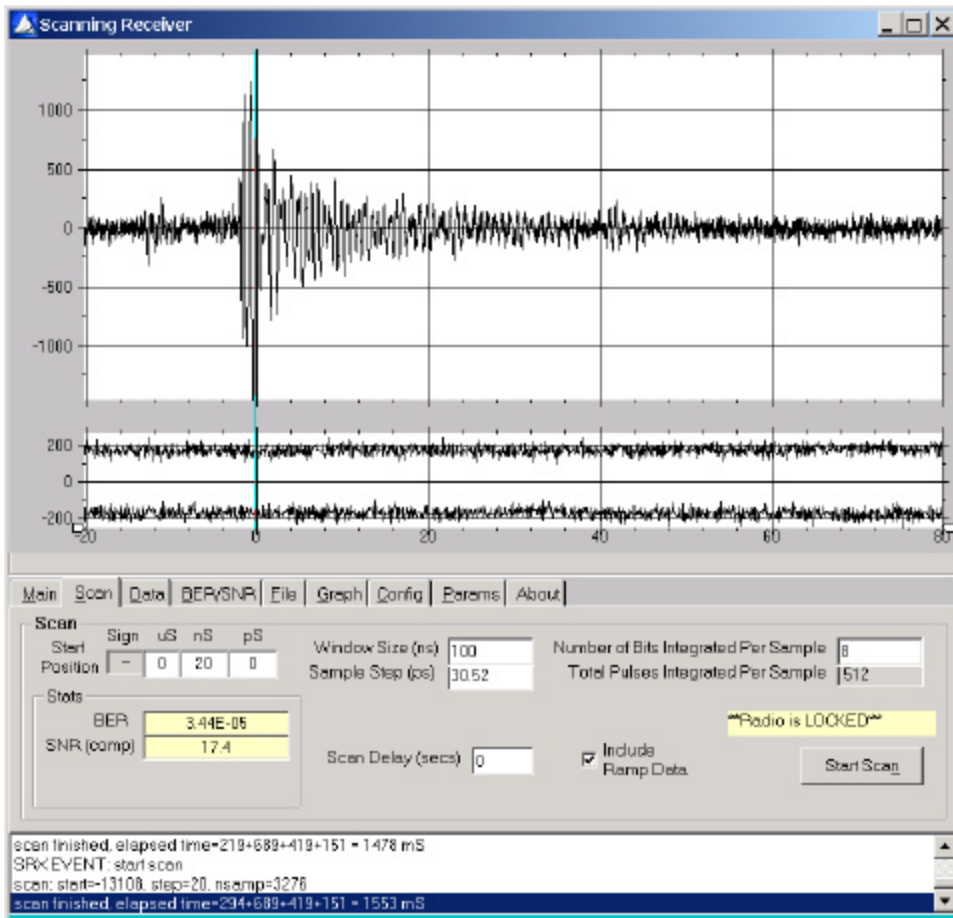 Scanning Receiver
1000
500
0
-500
-1000
200
0
-200
-20 0 20 40 60 80
Main Scan Data BER/SNR File Graph Config Params About
Scan
Start Position
Sign uS nS pS
- 0 20 0
Window Size (ns) 100
Sample Step (ps) 30.52
Number of Bits Integrated Per Sample 8
Total Pulses Integrated Per Sample 512
Stats
BER 3.44E-05
SNR (comp) 17.4
**Radio is LOCKED**
Scan Delay (secs) 0
Include Ramp Data
Start Scan
scan finished, elapsed time=219+689+419+151 = 1478 mS
SRX EVENT: start scan
scan: start=-13108, step=20, nsamp=3276
scan finished, elapsed time=294+689+419+151 = 1553 mS